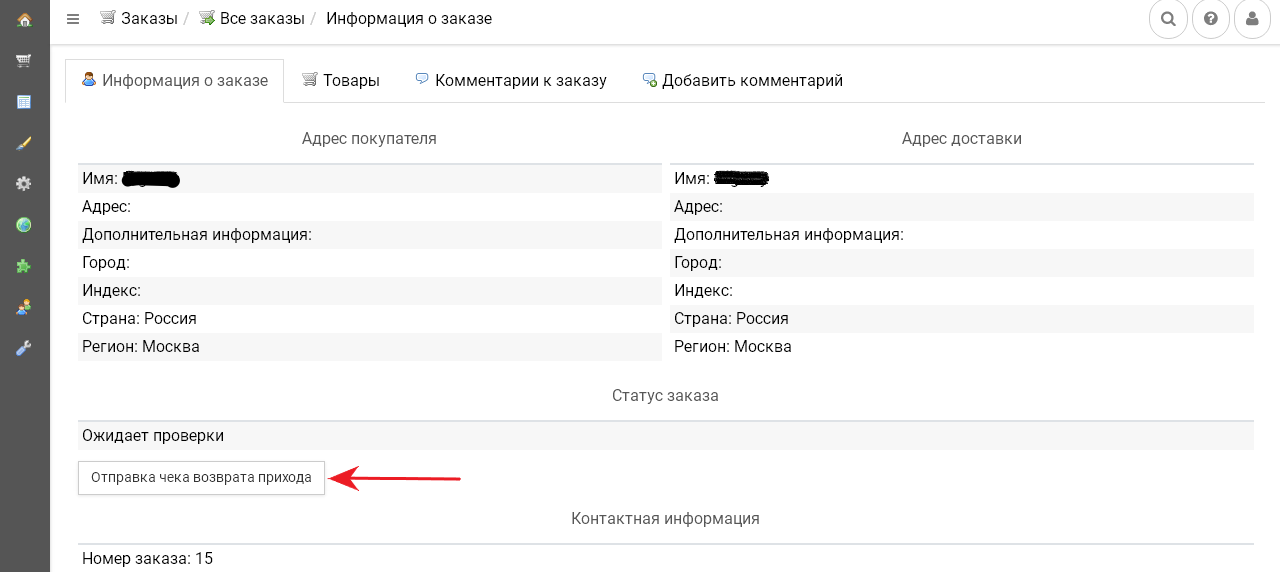 Заказы / Все заказы / Информация о заказе
Информация о заказе Товары Комментарии к заказу Добавить комментарий
Адрес покупателя
Имя:
Адрес:
Дополнительная информация:
Город:
Индекс:
Страна: Россия
Регион: Москва
Адрес доставки
Имя:
Адрес:
Дополнительная информация:
Город:
Индекс:
Страна: Россия
Регион: Москва
Статус заказа
Ожидает проверки
Отправка чека возврата прихода
Контактная информация
Номер заказа: 15